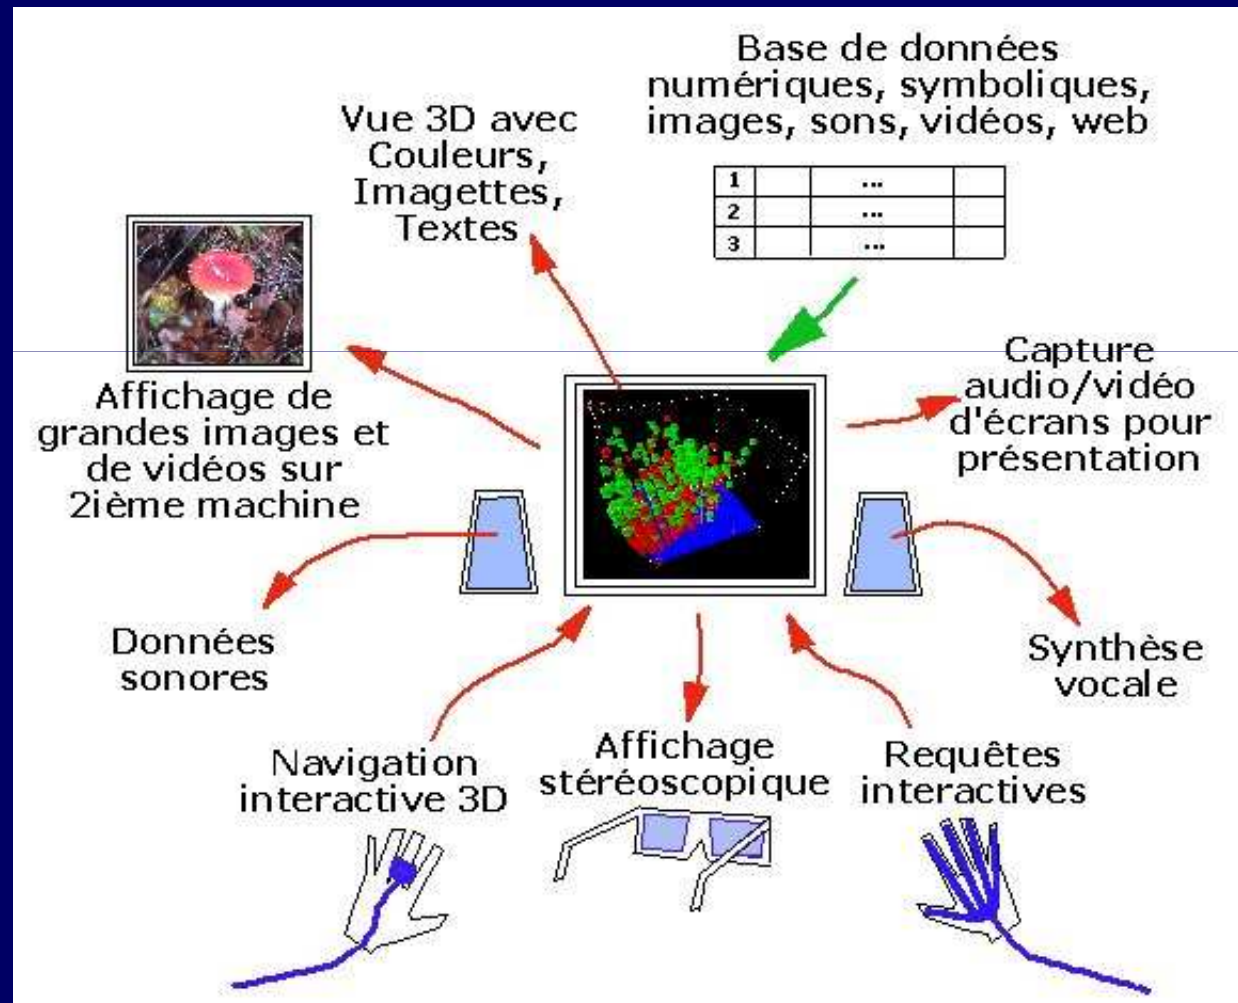 Base de données
numériques, symboliques,
images, sons, vidéos, web
Vue 3D avec
Couleurs,
Imagettes,
Textes
1 ...
2 ...
3 ...
Affichage de
grandes images et
de vidéos sur
2ième machine
Capture
audio/vidéo
d'écrans pour
présentation
Données
sonores
Synthèse
vocale
Navigation
interactive 3D
Affichage
stéréoscopique
Requêtes
interactives